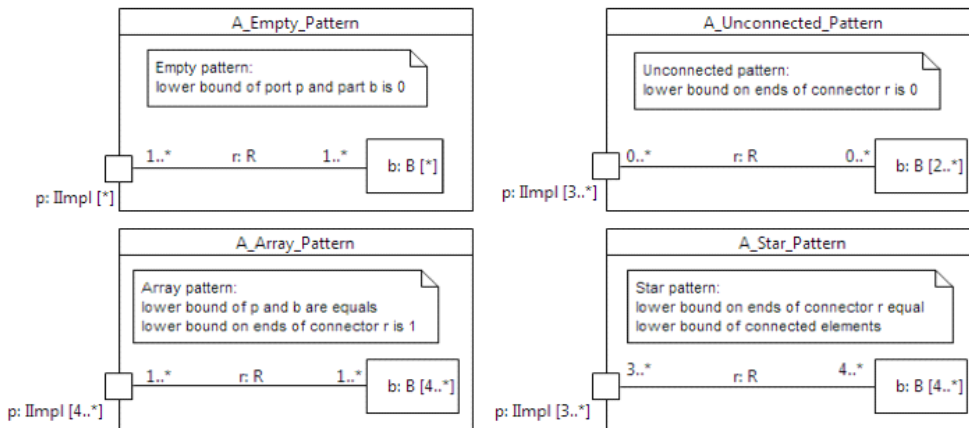 A_Empty_Pattern
Empty pattern:
lower bound of port p and part b is 0
1..* r: R 1..*
b: B [*]
p: IImpl [*]
A_Unconnected_Pattern
Unconnected pattern:
lower bound on ends of connector r is 0
0..* r: R 0..*
b: B [2..*]
p: IImpl [3..*]
A_Array_Pattern
Array pattern:
lower bound of p and b are equals
lower bound on ends of connector r is 1
1..* r: R 1..*
b: B [4..*]
p: IImpl [4..*]
A_Star_Pattern
Star pattern:
lower bound on ends of connector r equal
lower bound of connected elements
3..* r: R 4..*
b: B [4..*]
p: IImpl [3..*]